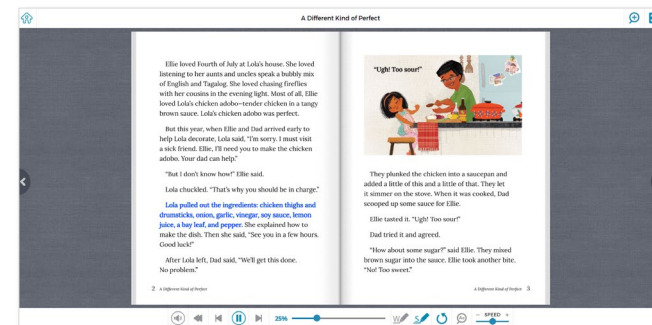 A Different Kind of Perfect
Ellie loved Fourth of July at Lola's house. She loved
listening to her aunts and uncles speak a bubbly mix
of English and Tagalog. She loved chasing fireflies
with her cousins in the evening light. Most of all, Ellie
loved Lola's chicken adobo—tender chicken in a tangy
brown sauce. Lola's chicken adobo was perfect.
But this year, when Ellie and Dad arrived early to
help Lola decorate, Lola said, "I'm sorry. I must visit
a sick friend. Ellie, I'll need you to make the chicken
adobo. Your dad can help."
"But I don't know how!" Ellie said.
Lola chuckled. "That's why you should be in charge."
Lola pulled out the ingredients: chicken thighs and
drumsticks, onion, garlic, vinegar, soy sauce, lemon
juice, a bay leaf, and pepper. She explained how to
make the dish. Then she said, "See you in a few hours.
Good luck!"
After Lola left, Dad said, "We'll get this done.
No problem."
2 A Different Kind of Perfect
"Ugh! Too sour!"
They plunked the chicken into a saucepan and
added a little of this and a little of that. They let
it simmer on the stove. When it was cooked, Dad
scooped up some sauce for Ellie.
Ellie tasted it. "Ugh! Too sour!"
Dad tried it and agreed.
"How about some sugar?" said Ellie. They mixed
brown sugar into the sauce. Ellie took another bite.
"No! Too sweet."
A Different Kind of Perfect 3
25%
W
S
- SPEED +